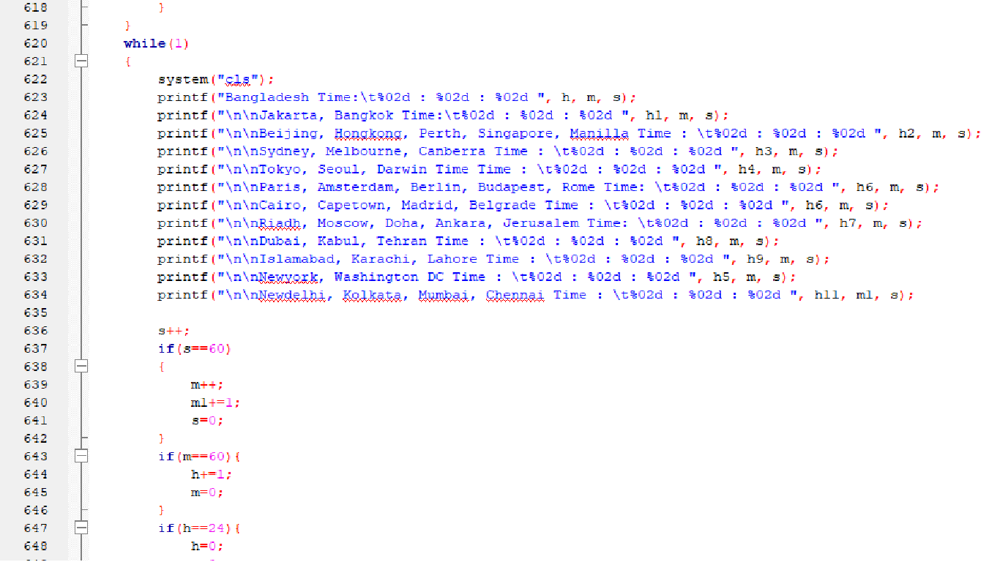 618 }
619 }
620 while(1)
621 {
622 system("cls");
623 printf("Bangladesh Time:\t%02d : %02d : %02d ", h, m, s);
624 printf("\n\nJakarta, Bangkok Time:\t%02d : %02d : %02d ", h1, m, s);
625 printf("\n\nBeijing, Hongkong, Perth, Singapore, Manilla Time : \t%02d : %02d : %02d ", h2, m, s);
626 printf("\n\nSydney, Melbourne, Canberra Time : \t%02d : %02d : %02d ", h3, m, s);
627 printf("\n\nTokyo, Seoul, Darwin Time Time : \t%02d : %02d : %02d ", h4, m, s);
628 printf("\n\nParis, Amsterdam, Berlin, Budapest, Rome Time: \t%02d : %02d : %02d ", h6, m, s);
629 printf("\n\nCairo, Capetown, Madrid, Belgrade Time : \t%02d : %02d : %02d ", h6, m, s);
630 printf("\n\nRiadh, Moscow, Doha, Ankara, Jerusalem Time: \t%02d : %02d : %02d ", h7, m, s);
631 printf("\n\nDubai, Kabul, Tehran Time : \t%02d : %02d : %02d ", h8, m, s);
632 printf("\n\nIslamabad, Karachi, Lahore Time : \t%02d : %02d : %02d ", h9, m, s);
633 printf("\n\nNewyork, Washington DC Time : \t%02d : %02d : %02d ", h5, m, s);
634 printf("\n\nNewdelhi, Kolkata, Mumbai, Chennai Time : \t%02d : %02d : %02d ", h11, m1, s);
635
636 s++;
637 if(s==60)
638 {
639 m++;
640 m1+=1;
641 s=0;
642 }
643 if(m==60){
644 h+=1;
645 m=0;
646 }
647 if(h==24){
648 h=0;